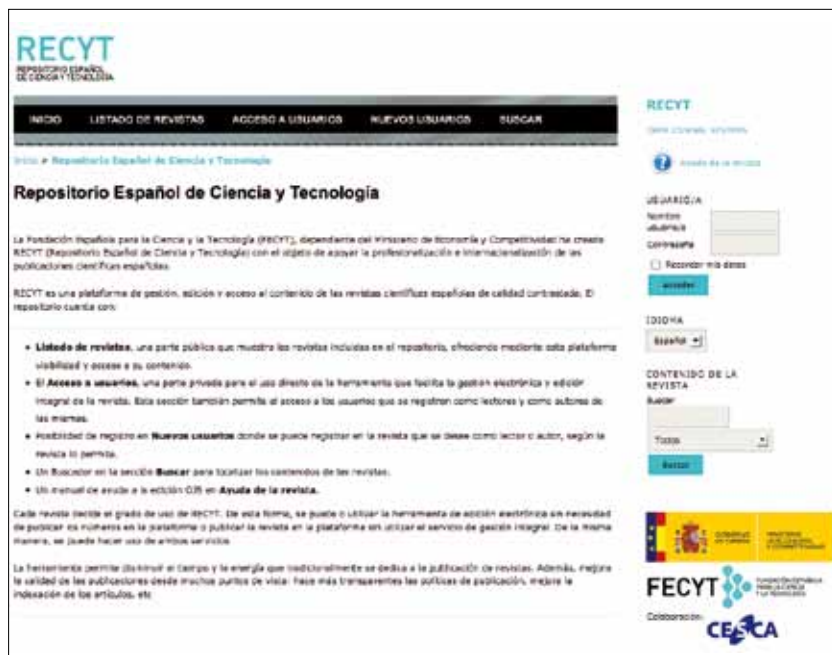 RECYT
REPOSITORIO ESPAÑOL
DE CIENCIA Y TECNOLOGÍA
INICIO LISTADO DE REVISTAS ACCESO A USUARIOS NUEVOS USUARIOS BUSCAR
Inicio > Repositorio Español de Ciencia y Tecnología
Repositorio Español de Ciencia y Tecnología
La Fundación Española para la Ciencia y la Tecnología (FECYT), dependiente del Ministerio de Economía y Competitividad ha creado
RECYT (Repositorio Español de Ciencia y Tecnología) con el objeto de apoyar la profesionalización e internacionalización de las
publicaciones científicas españolas.
RECYT es una plataforma de gestión, edición y acceso al contenido de las revistas científicas españolas de calidad contrastada. El
repositorio cuenta con:
• Listado de revistas, una parte pública que muestra las revistas incluidas en el repositorio, ofreciendo mediante esta plataforma
visibilidad y acceso a su contenido.
• El Acceso a usuarios, una parte privada para el uso directo de la herramienta que facilita la gestión electrónica y edición
integral de la revista. Esta sección también permite el acceso a los usuarios que se registran como lectores y como autores de
las mismas.
• Posibilidad de registro en Nuevos usuarios donde se puede registrar en la revista que se desee como lector o autor, según la
revista lo permita.
• Un Buscador en la sección Buscar para localizar los contenidos de las revistas.
• Un manual de ayuda a la edición OJS en Ayuda de la revista.
Cada revista decide el grado de uso de RECYT. De esta forma, se puede o utilizar la herramienta de edición electrónica sin necesidad
de publicar los números en la plataforma o publicar la revista en la plataforma sin utilizar el servicio de gestión integral. De la misma
manera, se puede hacer uso de ambos servicios
La herramienta permite disminuir el tiempo y la energía que tradicionalmente se dedica a la publicación de revistas. Además, mejora
la calidad de las publicaciones desde muchos puntos de vista: hace más transparentes las políticas de publicación, mejora la
indexación de los artículos, etc
RECYT
Ayuda de la revista
USUARIO/A
Nombre
usuario/a
Contraseña
Recordar mis datos
acceder
IDIOMA
Español
CONTENIDO DE LA
REVISTA
Buscar
Todos
Buscar
GOBIERNO
DE ESPAÑA
MINISTERIO
DE ECONOMÍA
Y COMPETITIVIDAD
FECYT
FUNDACIÓN ESPAÑOLA
PARA LA CIENCIA
Y LA TECNOLOGÍA
Colaboración:
CESCA